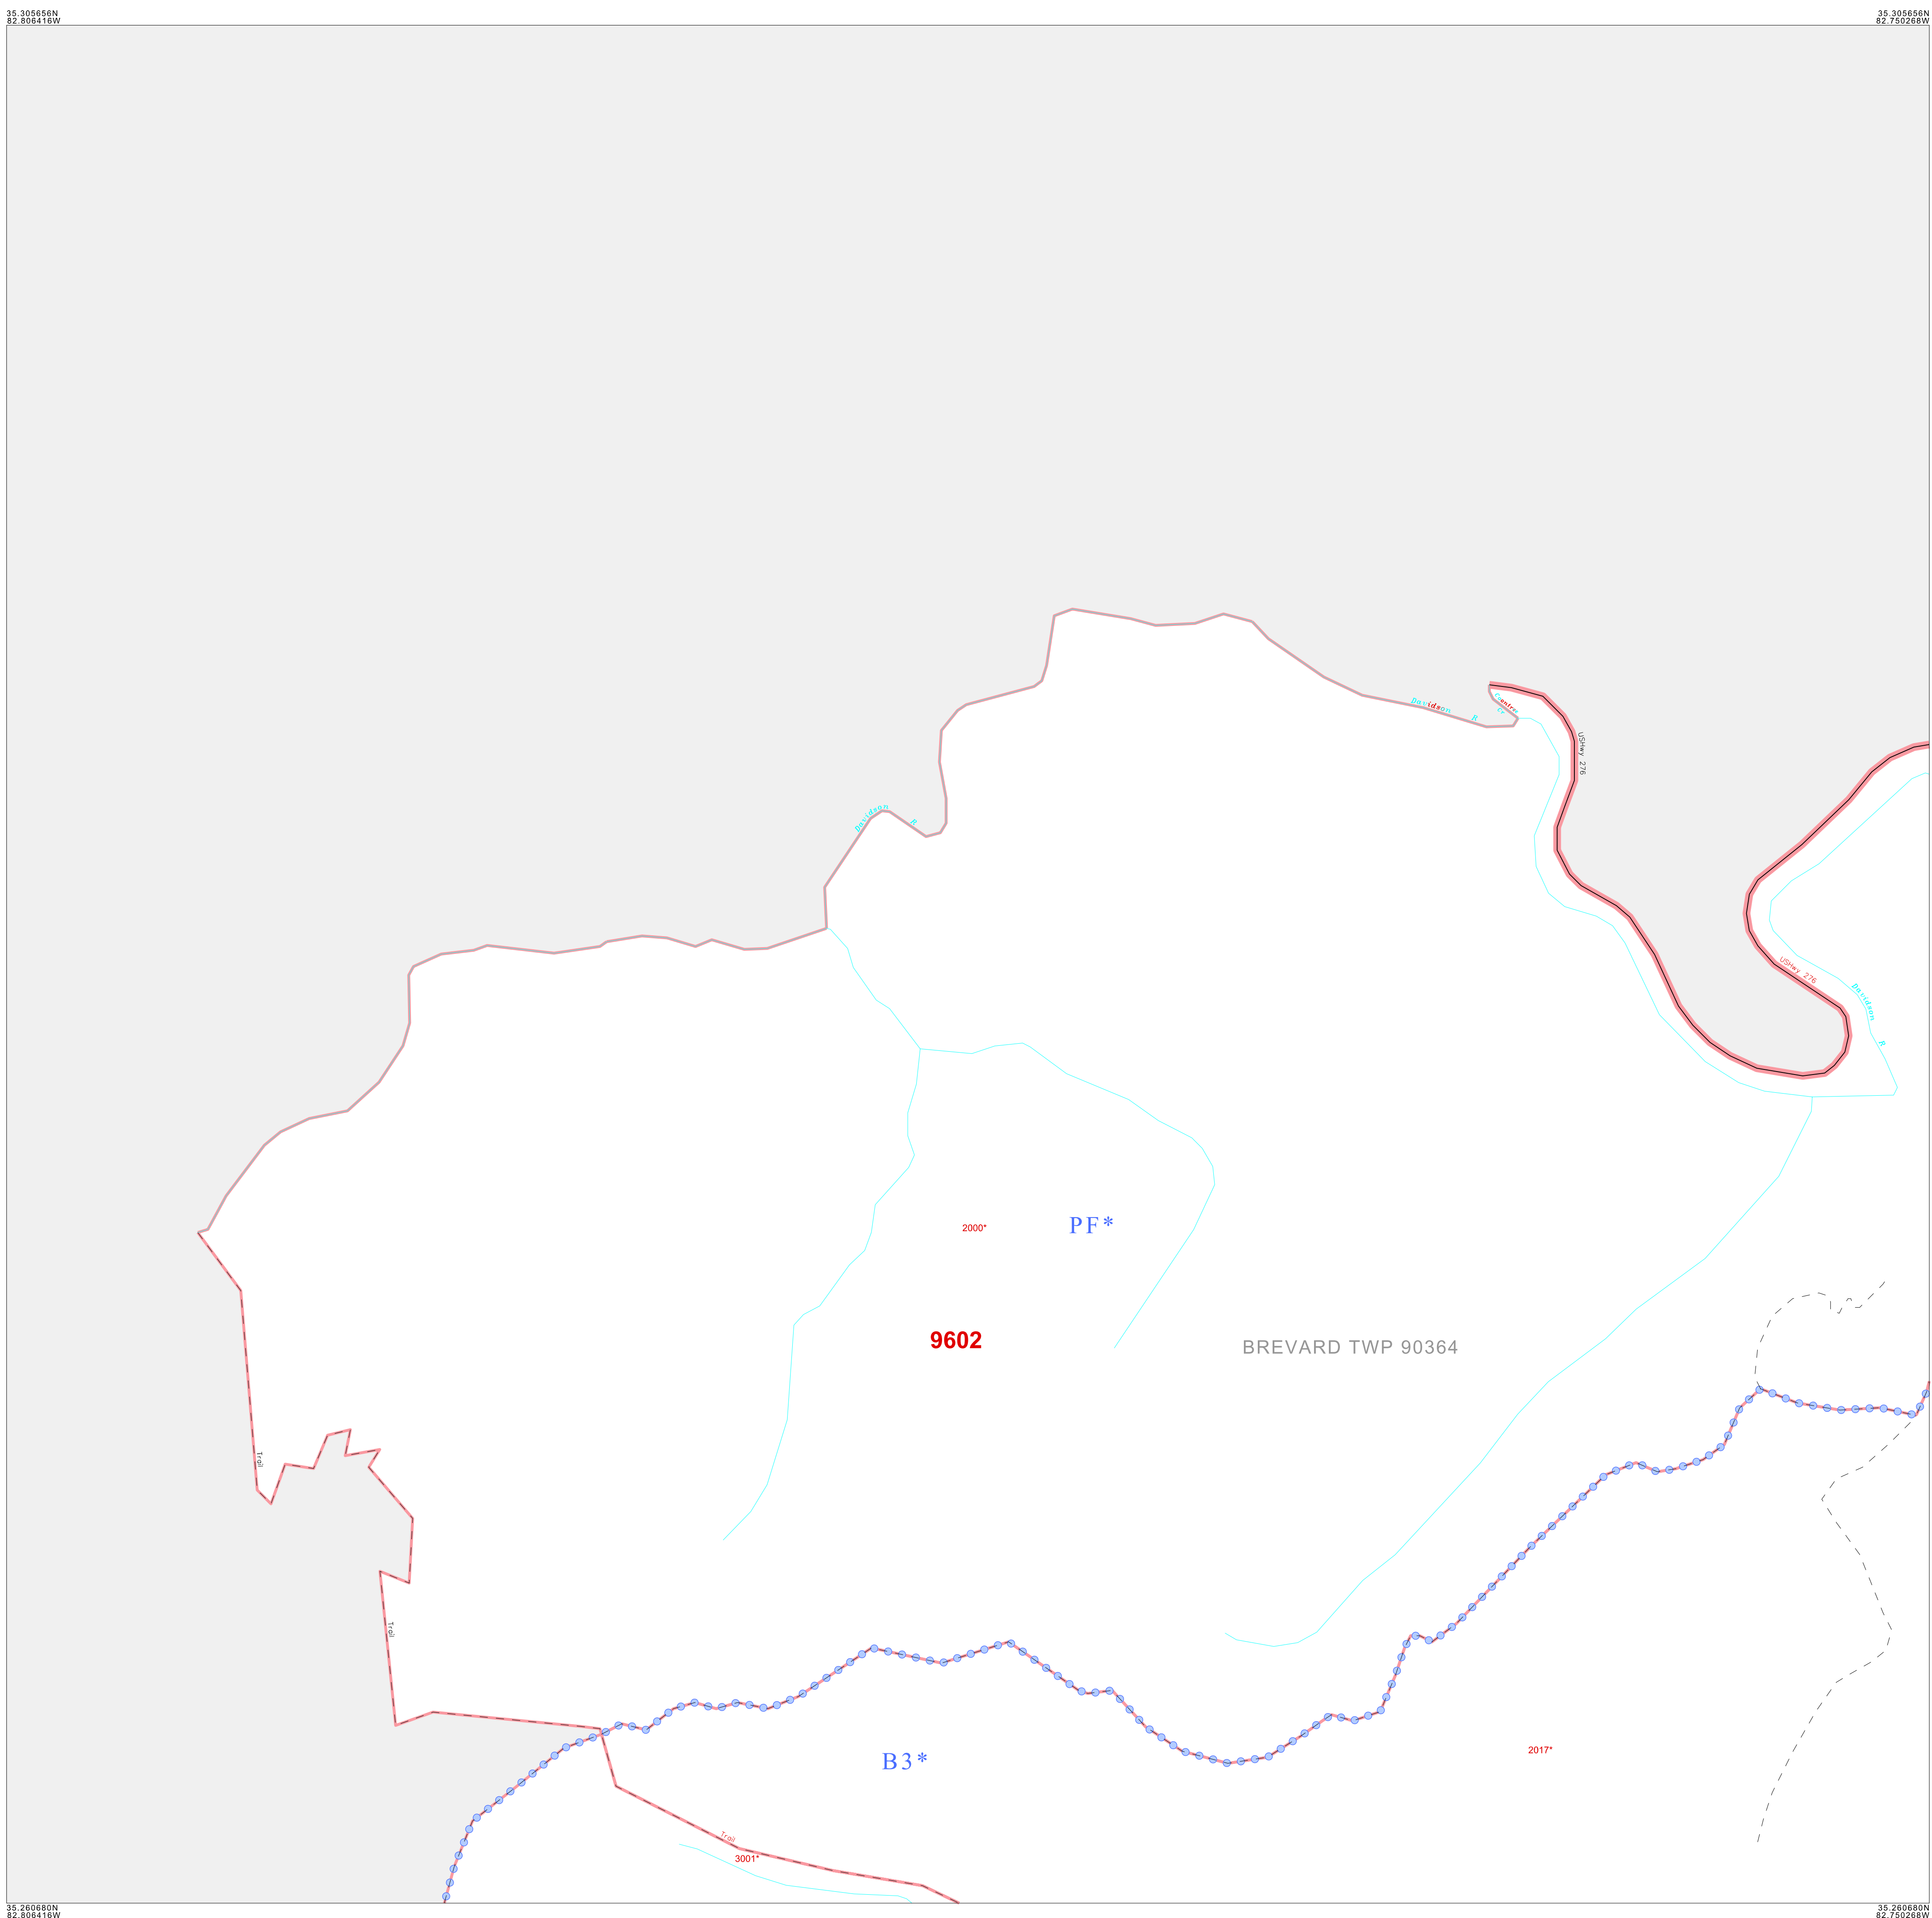 35.305656N
82.806416W
35.305656N
82.750268W
Davidson R
USHwy 276
Davidson R
USHwy 276
Davidson R
2000*
PF*
9602
BREVARD TWP 90364
Trail
Trail
2017*
B3*
Trail
3001*
35.260680N
82.806416W
35.260680N
82.750268W